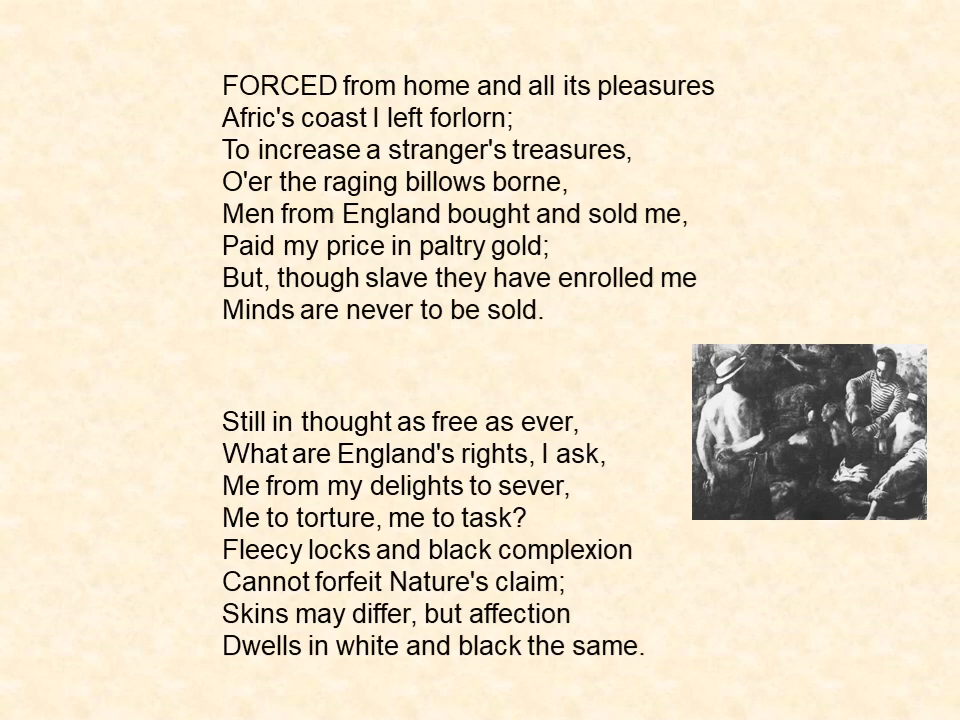 FORCED from home and all its pleasures
Afric's coast I left forlorn;
To increase a stranger's treasures,
O'er the raging billows borne,
Men from England bought and sold me,
Paid my price in paltry gold;
But, though slave they have enrolled me
Minds are never to be sold.
Still in thought as free as ever,
What are England's rights, I ask,
Me from my delights to sever,
Me to torture, me to task?
Fleecy locks and black complexion
Cannot forfeit Nature's claim;
Skins may differ, but affection
Dwells in white and black the same.